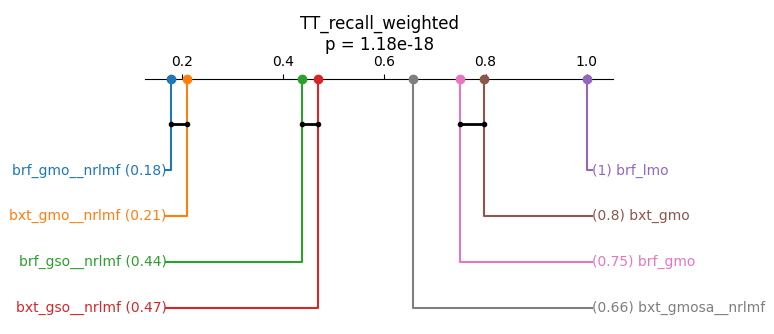 TT_recall_weighted
p = 1.18e-18
0.2 0.4 0.6 0.8 1.0
brf_gmo__nrlmf (0.18) (1) brf_lmo
bxt_gmo__nrlmf (0.21) (0.8) bxt_gmo
brf_gso__nrlmf (0.44) (0.75) brf_gmo
bxt_gso__nrlmf (0.47) (0.66) bxt_gmosa__nrlmf